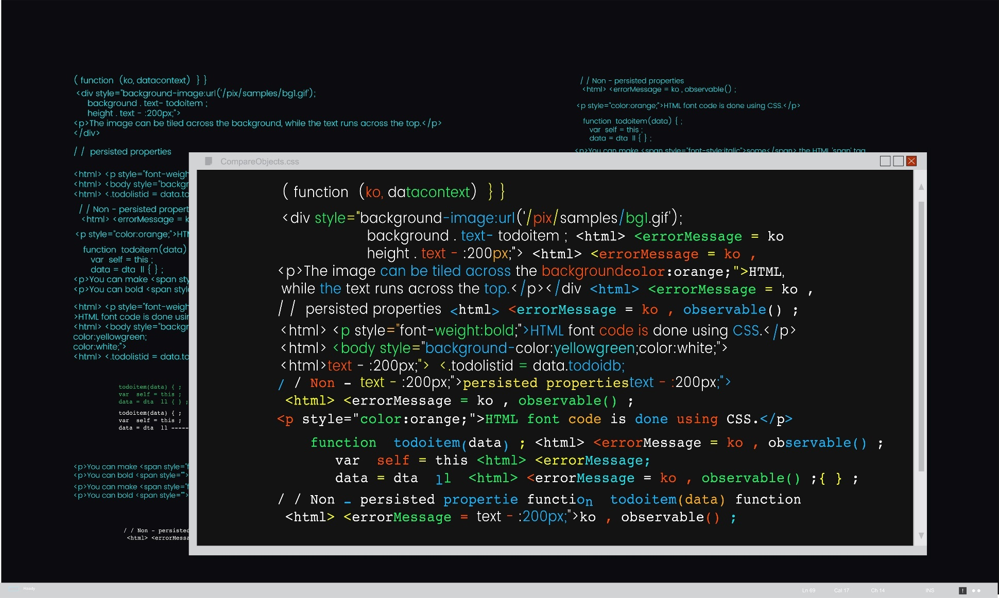 ( function (ko, datacontext) } }
<div style="background-image:url('/pix/samples/bg1.gif');
background . text- todoitem ;
height . text - :200px;">
<p>The image can be tiled across the background, while the text runs across the top.</p>
</div>
/ / persisted properties
<html> <p style="font-weigh
<html> <body style="backgr
<html> <.todolistid = data.to
/ / Non - persisted propert
<html> <errorMessage = k
<p style="color:orange;">HTM
function todoitem(data)
var self = this ;
data = dta ll { } ;
<p>You can make <span sty
<p>You can bold <span styl
<html> <p style="font-weigh
>HTML font code is done usin
<html> <body style="backgr
color:yellowgreen;
color:white;">
<html> <.todolistid = data.to
todoitem(data) { ;
var self = this ;
data = dta ll { } ;
todoitem(data) { ;
var self = this ;
data = dta ll -----
<p>You can make <span style="f
<p>You can bold <span style="">
<p>You can make <span style="f
<p>You can bold <span style="">
/ / Non - persisted
<html> <errorMessa
/ / Non - persisted properties
<html> <errorMessage = ko , observable() ;
<p style="color:orange;">HTML font code is done using CSS.</p>
function todoitem(data) { ;
var self = this ;
data = dta ll { } ;
<p>You can make <span style="font-style:italic">some</span> the HTML 'span' tag
CompareObjects.css
( function (ko, datacontext) } }
<div style="background-image:url('/pix/samples/bg1.gif');
background . text- todoitem ; <html> <errorMessage = ko
height . text - :200px;"> <html> <errorMessage = ko ,
<p>The image can be tiled across the backgroundcolor:orange;">HTML,
while the text runs across the top.</p></div <html> <errorMessage = ko ,
/ / persisted properties <html> <errorMessage = ko , observable() ;
<html> <p style="font-weight:bold;">HTML font code is done using CSS.</p>
<html> <body style="background-color:yellowgreen;color:white;">
<html>text - :200px;"> <.todolistid = data.todoidb;
/ / Non - text - :200px;">persisted propertiestext - :200px;">
<html> <errorMessage = ko , observable() ;
<p style="color:orange;">HTML font code is done using CSS.</p>
function todoitem(data) ; <html> <errorMessage = ko , observable() ;
var self = this <html> <errorMessage;
data = dta ll <html> <errorMessage = ko , observable() ;{ } ;
/ / Non - persisted propertie function todoitem(data) function
<html> <errorMessage = text - :200px;">ko , observable() ;
Ready
Ln 69 Cal 17 Ch 14 INS !